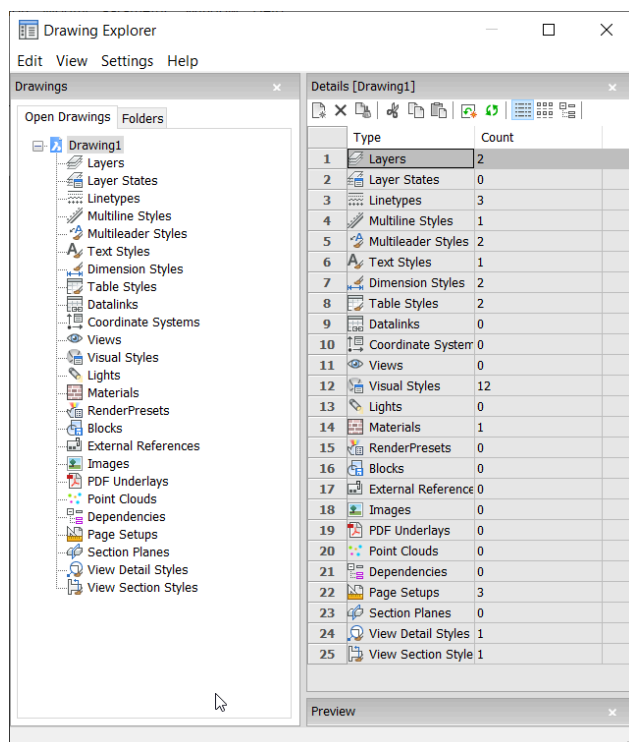 Drawing Explorer
Edit View Settings Help
Drawings
Open Drawings Folders
Drawing1
Layers
Layer States
Linetypes
Multiline Styles
Multileader Styles
Text Styles
Dimension Styles
Table Styles
Datalinks
Coordinate Systems
Views
Visual Styles
Lights
Materials
RenderPresets
Blocks
External References
Images
PDF Underlays
Point Clouds
Dependencies
Page Setups
Section Planes
View Detail Styles
View Section Styles
Details [Drawing1]
Type Count
1 Layers 2
2 Layer States 0
3 Linetypes 3
4 Multiline Styles 1
5 Multileader Styles 2
6 Text Styles 1
7 Dimension Styles 2
8 Table Styles 2
9 Datalinks 0
10 Coordinate System 0
11 Views 0
12 Visual Styles 12
13 Lights 0
14 Materials 1
15 RenderPresets 0
16 Blocks 0
17 External Reference 0
18 Images 0
19 PDF Underlays 0
20 Point Clouds 0
21 Dependencies 0
22 Page Setups 3
23 Section Planes 0
24 View Detail Styles 1
25 View Section Style 1
Preview